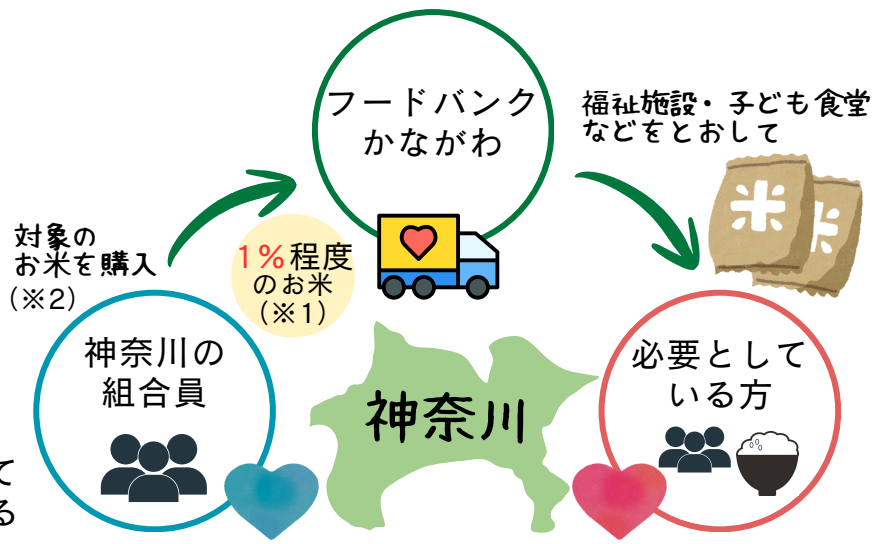 フードバンク
かながわ
福祉施設・子ども食堂
などをとおして
米
米
対象の
お米を購入
(※2)
1%程度
のお米
(※1)
神奈川の
組合員
神奈川
必要として
いる方
て
る